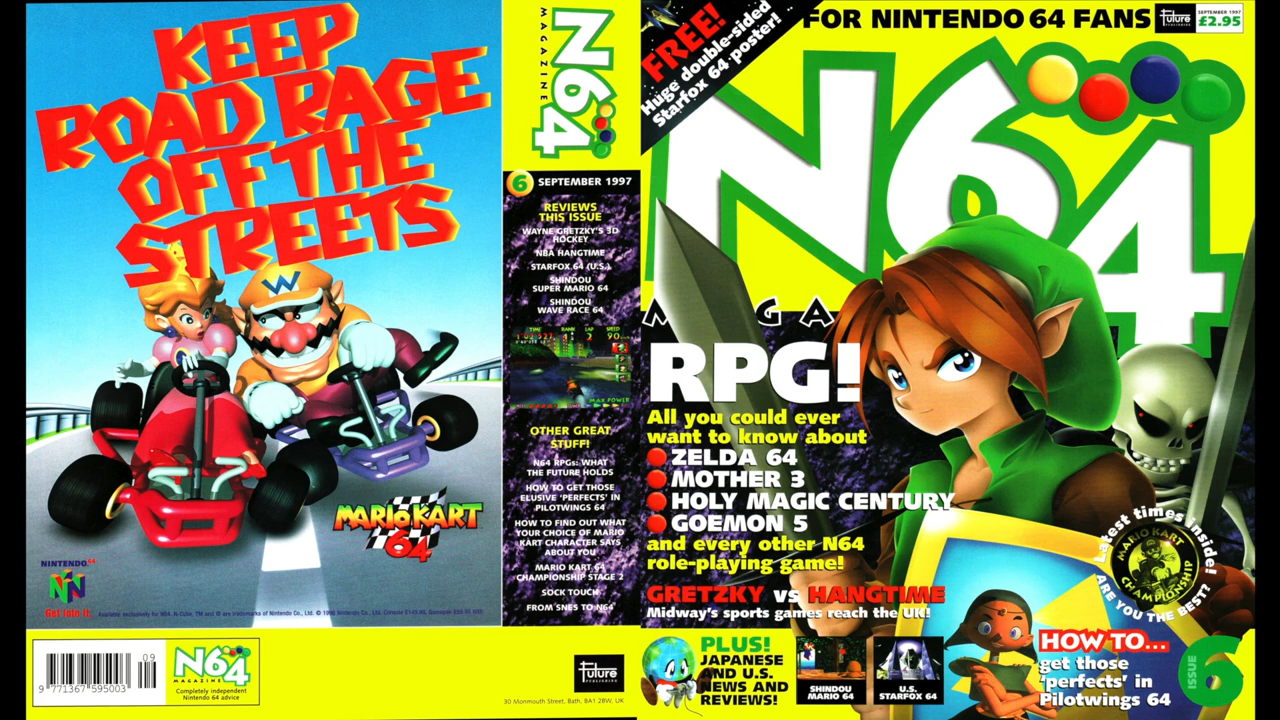 KEEP
ROAD RAGE
OFF THE
STREETS
W
MARIO KART
64
NINTENDO64
N
Get into it
9 771367 595003
09
N64
MAGAZINE
Completely independent
Nintendo 64 advice
Future
PUBLISHING
30 Monmouth Street, Bath, BA1 2BW, UK
N64
MAGAZINE
6 SEPTEMBER 1997
REVIEWS
THIS ISSUE
WAYNE GRETZKY'S 3D
HOCKEY
NBA HANGTIME
STARFOX 64 (U.S.)
SHINDOU
SUPER MARIO 64
SHINDOU
WAVE RACE 64
TIME RANK LAP SPEED
MAX POWER
OTHER GREAT
STUFF!
N64 RPGs: WHAT
THE FUTURE HOLDS
HOW TO GET THOSE
ELUSIVE 'PERFECTS' IN
PILOTWINGS 64
HOW TO FIND OUT WHAT
YOUR CHOICE OF MARIO
KART CHARACTER SAYS
ABOUT YOU
MARIO KART 64
CHAMPIONSHIP STAGE 2
SOCK TOUCH
FROM SNES TO N64
FREE!
Huge double-sided
Starfox 64 poster!
FOR NINTENDO 64 FANS
Future
PUBLISHING
SEPTEMBER 1997
£2.95
N64
M GA
RPG!
All you could ever
want to know about
ZELDA 64
MOTHER 3
HOLY MAGIC CENTURY
GOEMON 5
and every other N64
role-playing game!
GRETZKY vs HANGTIME
Midway's sports games reach the UK!
PLUS!
JAPANESE
AND U.S.
NEWS AND
REVIEWS!
SHINDOU
MARIO 64
U.S.
STARFOX 64
Latest times inside!
MARIO KART
CHAMPIONSHIP
ARE YOU THE BEST?
HOW TO...
get those
'perfects' in
Pilotwings 64
ISSUE
6